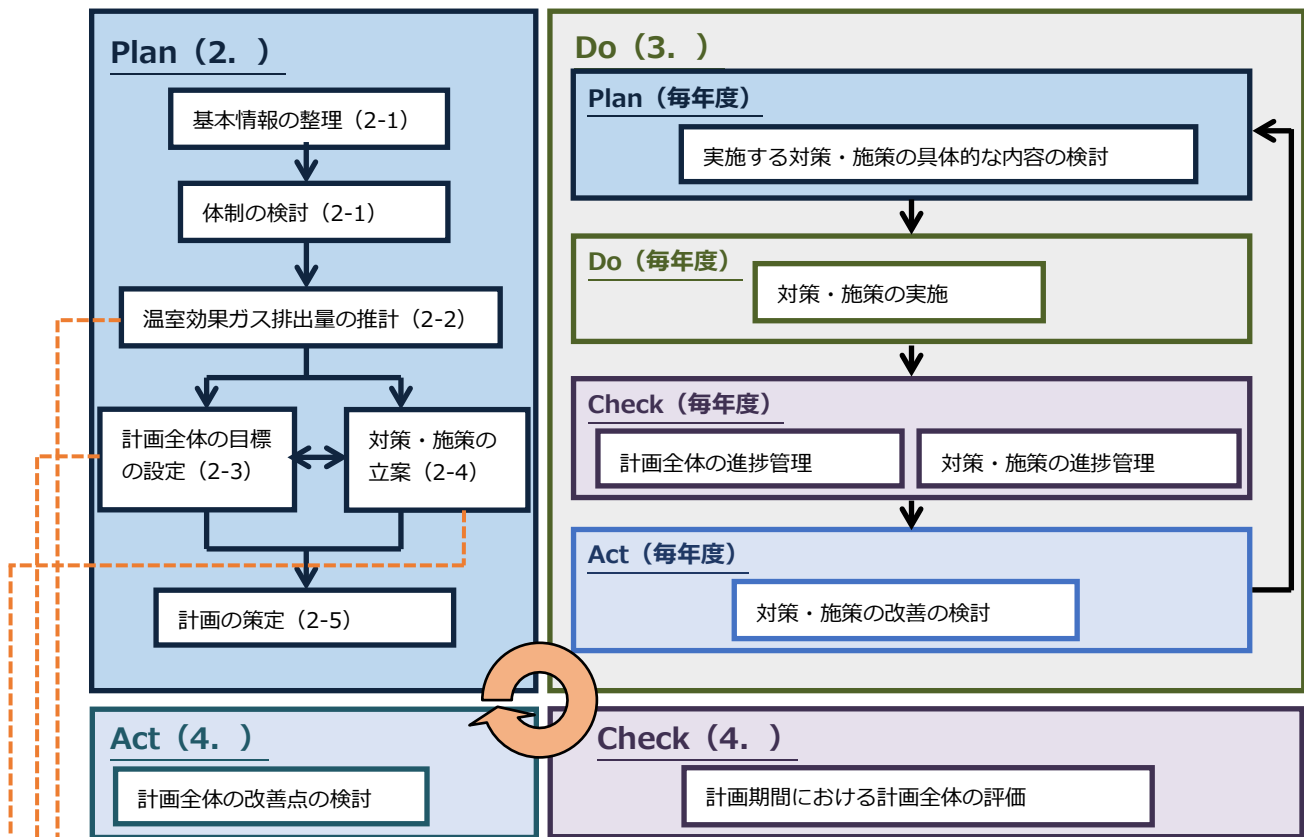 Plan（2．）
基本情報の整理（2-1）
体制の検討（2-1）
温室効果ガス排出量の推計（2-2）
計画全体の目標
の設定（2-3）
対策・施策の
立案（2-4）
計画の策定（2-5）
Do（3．）
Plan（毎年度）
実施する対策・施策の具体的な内容の検討
Do（毎年度）
対策・施策の実施
Check（毎年度）
計画全体の進捗管理
対策・施策の進捗管理
Act（毎年度）
対策・施策の改善の検討
Act（4．）
計画全体の改善点の検討
Check（4．）
計画期間における計画全体の評価